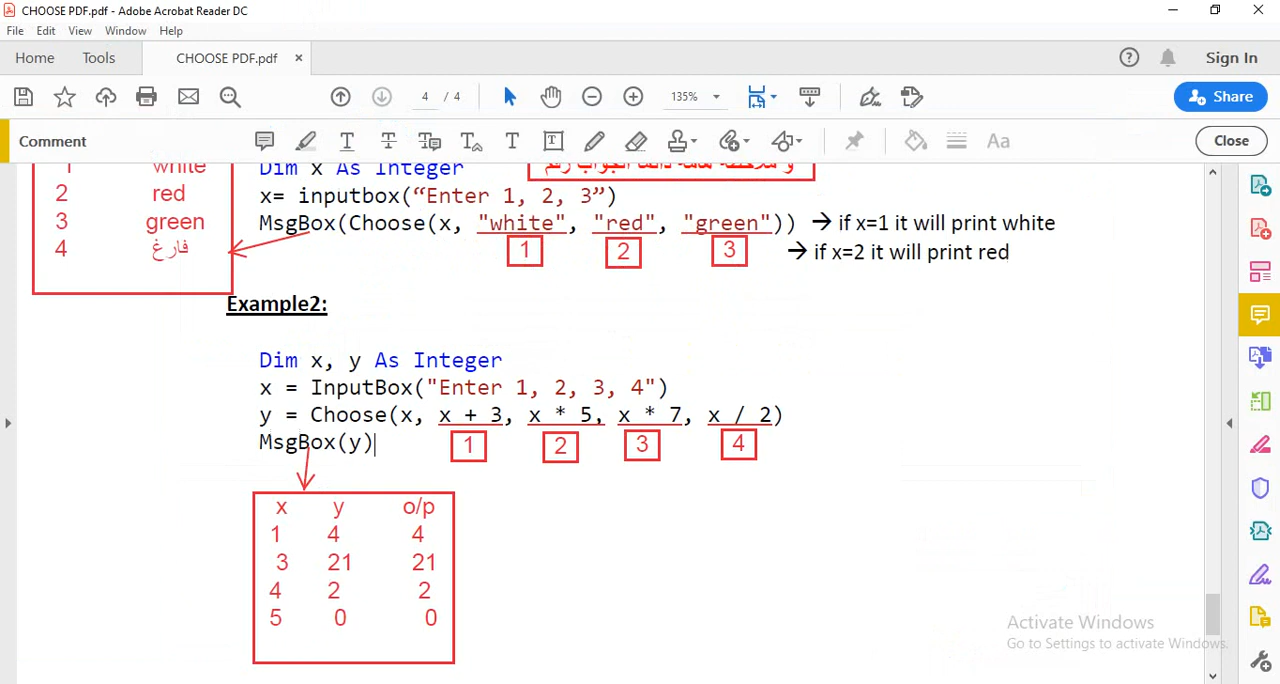 CHOOSE PDF.pdf - Adobe Acrobat Reader DC
File Edit View Window Help
Home Tools CHOOSE PDF.pdf × Sign In
4 / 4 135% Share
Comment Close
1 white
2 red
3 green
4 فارغ
Dim x As Integer
x= inputbox(“Enter 1, 2, 3”)
MsgBox(Choose(x, "white", "red", "green")) → if x=1 it will print white
1 2 3 → if x=2 it will print red
Example2:
Dim x, y As Integer
x = InputBox("Enter 1, 2, 3, 4")
y = Choose(x, x + 3, x * 5, x * 7, x / 2)
MsgBox(y)
1 2 3 4
x y o/p
1 4 4
3 21 21
4 2 2
5 0 0
Activate Windows
Go to Settings to activate Windows.